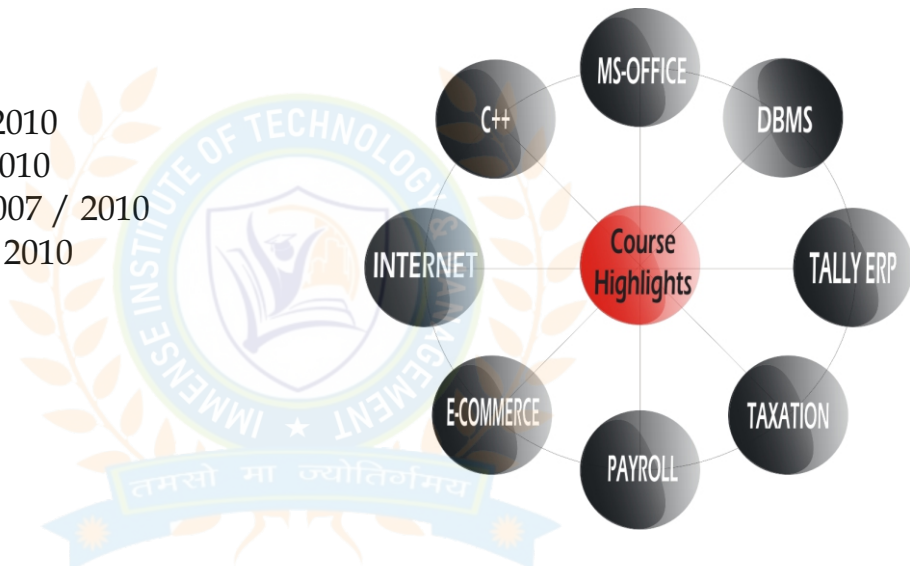 2010
010
007 / 2010
2010
MS-OFFICE
C++
DBMS
INTERNET
Course
Highlights
TALLY ERP
E-COMMERCE
TAXATION
PAYROLL
IMMENSE INSTITUTE OF TECHNOLOGY & MANAGEMENT
तमसो मा ज्योतिर्गमय